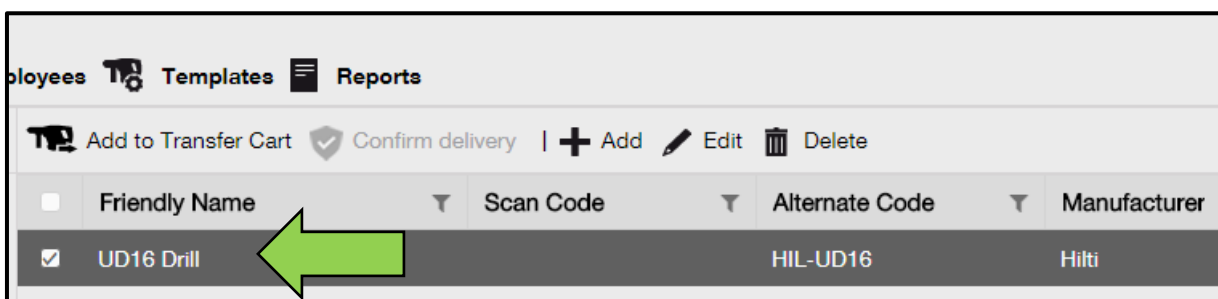 ployees Templates Reports
Add to Transfer Cart Confirm delivery | Add Edit Delete
Friendly Name Scan Code Alternate Code Manufacturer
UD16 Drill HIL-UD16 Hilti